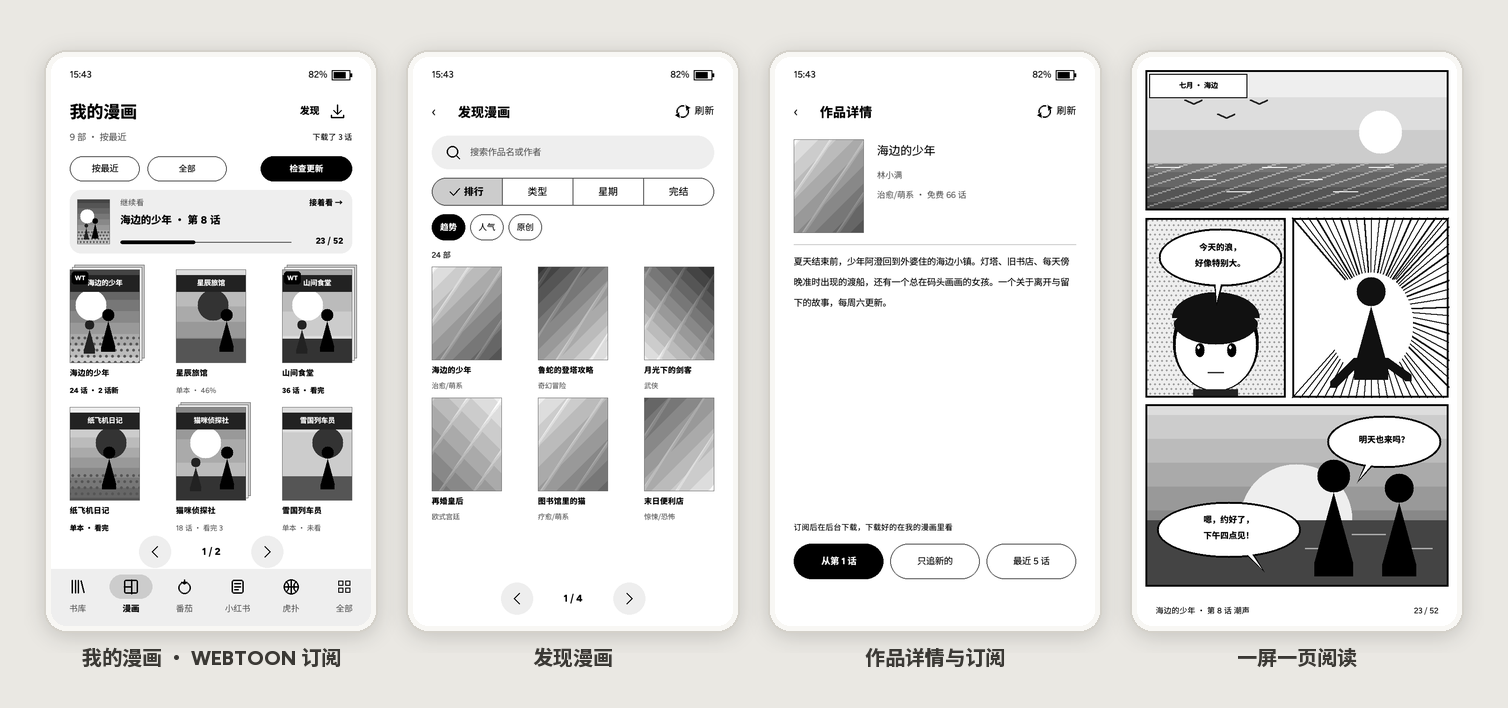 15:43
82%
我的漫画
发现
9 部 · 按最近
下载了 3 话
按最近
全部
检查更新
继续看
接着看 →
海边的少年 · 第 8 话
23 / 52
WT
海边的少年
星辰旅馆
WT
山间食堂
海边的少年
星辰旅馆
山间食堂
24 话 · 2 话新
单本 · 46%
36 话 · 看完
纸飞机日记
猫咪侦探社
雪国列车员
纸飞机日记
猫咪侦探社
雪国列车员
单本 · 看完
18 话 · 看完 3
单本 · 未看
1 / 2
书库
漫画
番茄
小红书
虎扑
全部
我的漫画 · WEBTOON 订阅
15:43
82%
‹ 发现漫画
刷新
搜索作品名或作者
排行
类型
星期
完结
趋势
人气
原创
24 部
海边的少年
鲁蛇的登塔攻略
月光下的剑客
治愈/萌系
奇幻冒险
武侠
再婚皇后
图书馆里的猫
末日便利店
欧式宫廷
疗愈/萌系
惊悚/恐怖
1 / 4
发现漫画
15:43
82%
‹ 作品详情
刷新
海边的少年
林小满
治愈/萌系 · 免费 66 话
夏天结束前，少年阿澄回到外婆住的海边小镇。灯塔、旧书店、每天傍
晚准时出现的渡船，还有一个总在码头画画的女孩。一个关于离开与留
下的故事，每周六更新。
订阅后在后台下载，下载好的在我的漫画里看
从第 1 话
只追新的
最近 5 话
作品详情与订阅
七月 · 海边
今天的浪，
好像特别大。
明天也来吗？
嗯，约好了，
下午四点见！
海边的少年 · 第 8 话 潮声
23 / 52
一屏一页阅读